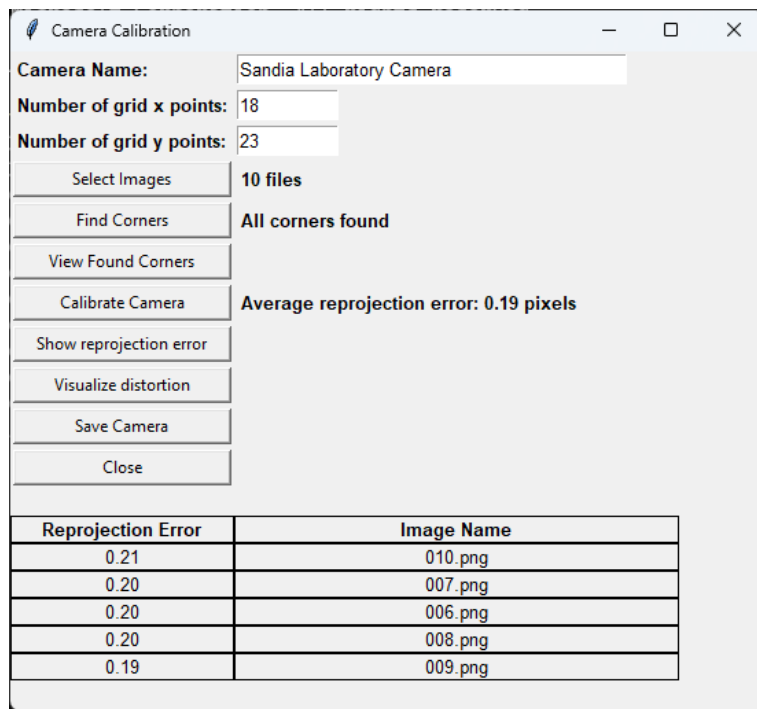 Camera Calibration
Camera Name: Sandia Laboratory Camera
Number of grid x points: 18
Number of grid y points: 23
Select Images 10 files
Find Corners All corners found
View Found Corners
Calibrate Camera Average reprojection error: 0.19 pixels
Show reprojection error
Visualize distortion
Save Camera
Close
Reprojection Error Image Name
0.21 010.png
0.20 007.png
0.20 006.png
0.20 008.png
0.19 009.png